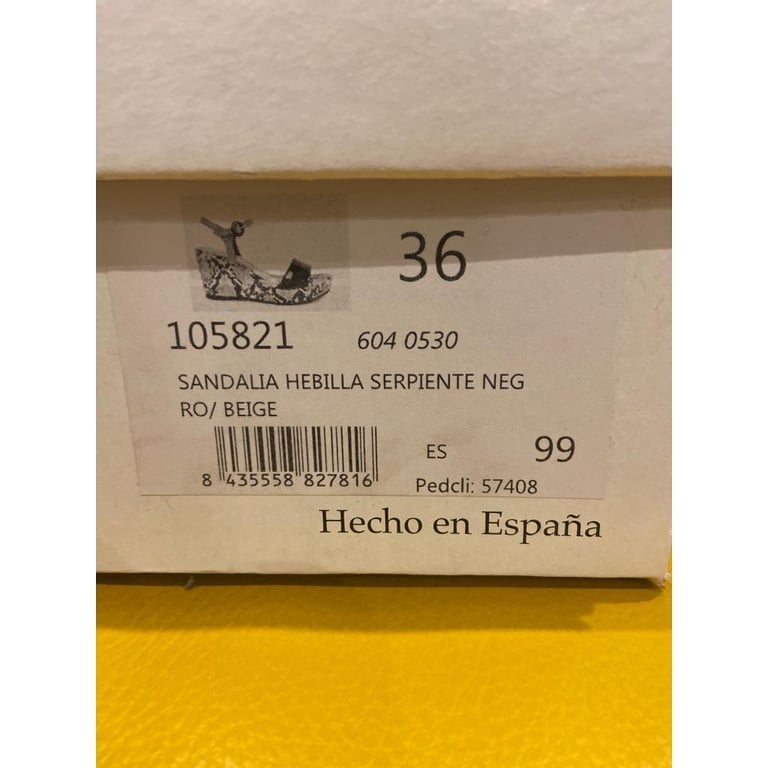 36
105821 604 0530
SANDALIA HEBILLA SERPIENTE NEG
RO/ BEIGE
ES 99
8 435558 827816
Pedcli: 57408
Hecho en España